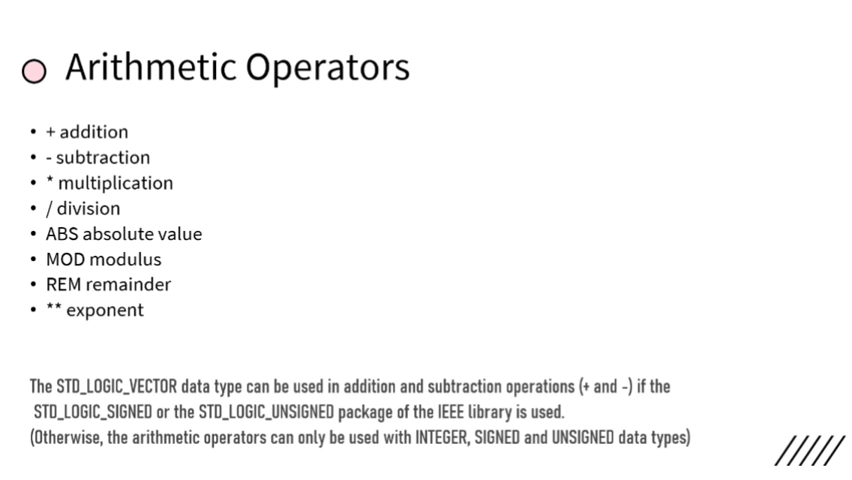 Arithmetic Operators
• + addition
• - subtraction
• * multiplication
• / division
• ABS absolute value
• MOD modulus
• REM remainder
• ** exponent
The STD_LOGIC_VECTOR data type can be used in addition and subtraction operations (+ and -) if the
STD_LOGIC_SIGNED or the STD_LOGIC_UNSIGNED package of the IEEE library is used.
(Otherwise, the arithmetic operators can only be used with INTEGER, SIGNED and UNSIGNED data types)